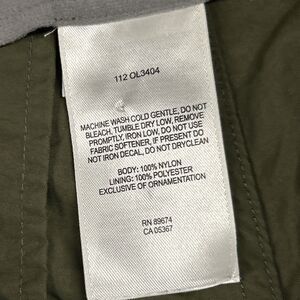 112 OL3404
MACHINE WASH COLD GENTLE, DO NOT
BLEACH, TUMBLE DRY LOW, REMOVE
PROMPTLY, IRON LOW, DO NOT USE
FABRIC SOFTENER, IF PRESENT DO
NOT IRON DECAL, DO NOT DRYCLEAN
BODY: 100% NYLON
LINING: 100% POLYESTER
EXCLUSIVE OF ORNAMENTATION
RN 89674
CA 05367